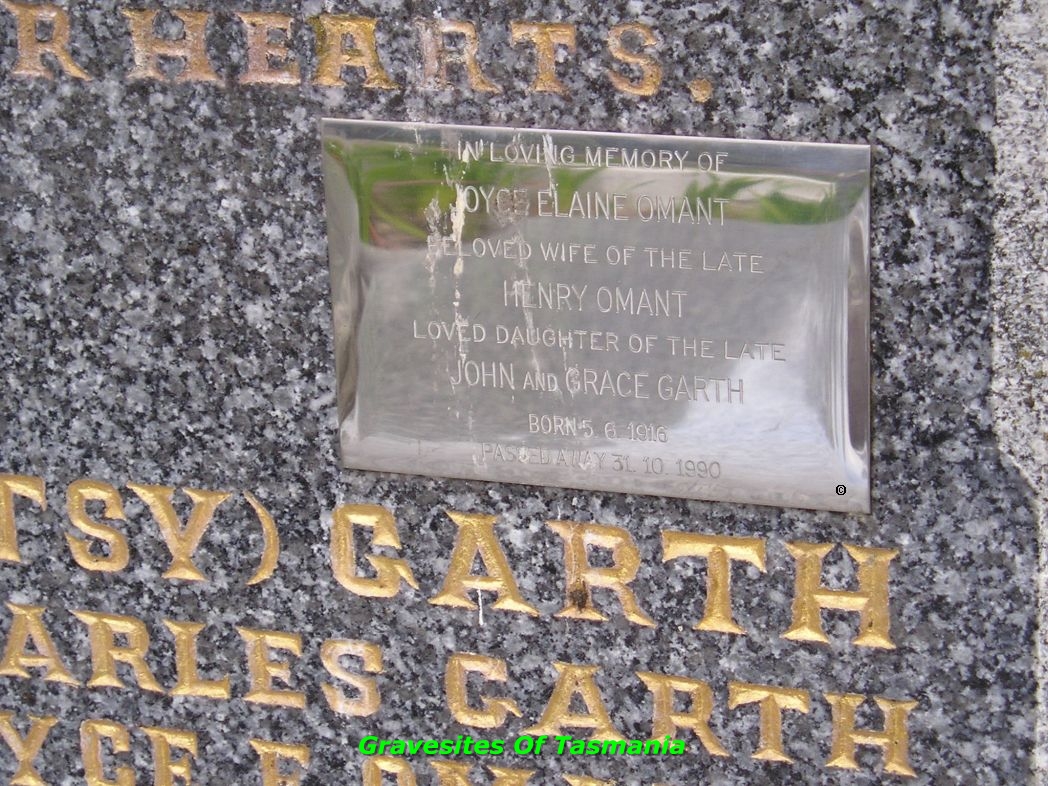 R HEARTS.
IN LOVING MEMORY OF
JOYCE ELAINE OMANT
BELOVED WIFE OF THE LATE
HENRY OMANT
LOVED DAUGHTER OF THE LATE
JOHN AND GRACE GARTH
BORN 5. 6. 1916
PASSED AWAY 31. 10. 1990
©
TSY) GARTH
ARLES GARTH
YCE E
Gravesites Of Tasmania